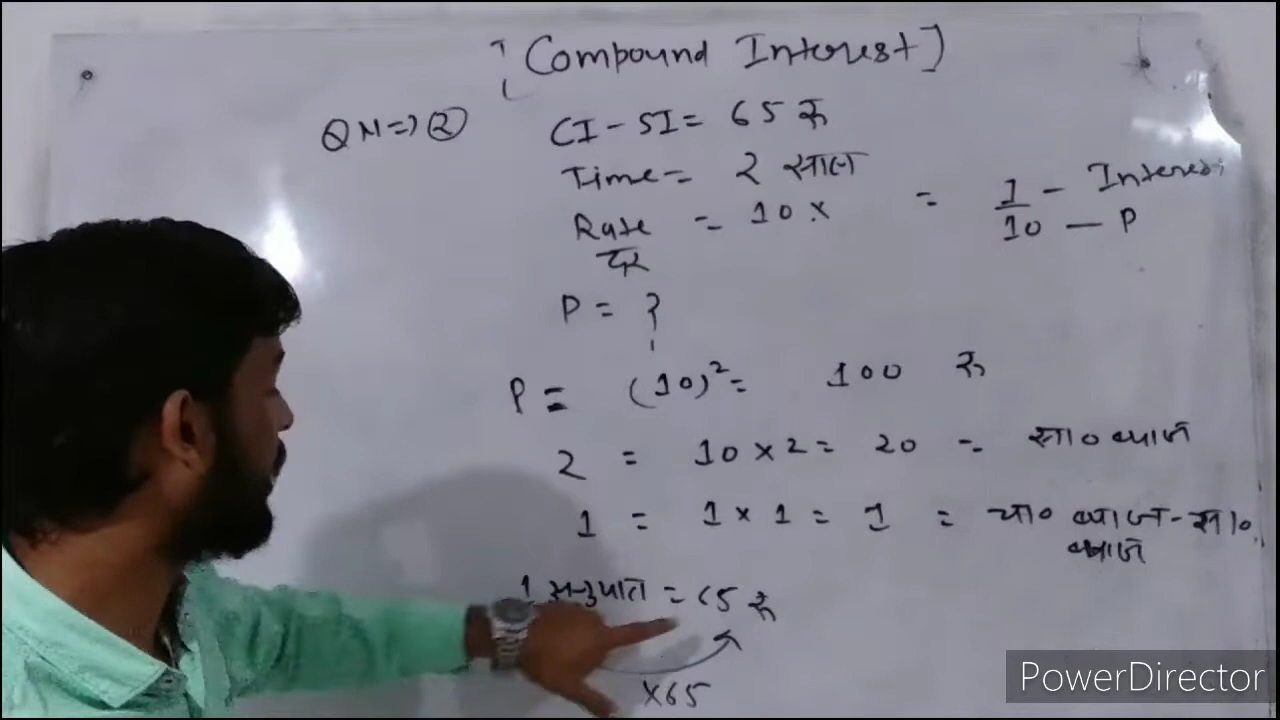 [Compound Interest]
QN⇒②
CI - SI = 65 रू
Time = 2 साल
Rate = 10 % = 1/10 - Interest
दर
- P
P = ?
P = (10)² = 100 रू
2 = 10 × 2 = 20 = सा० ब्याज
1 = 1 × 1 = 1 = च० ब्याज - सा०
ब्याज
1 अनुपात = 65 रू
×65
PowerDirector